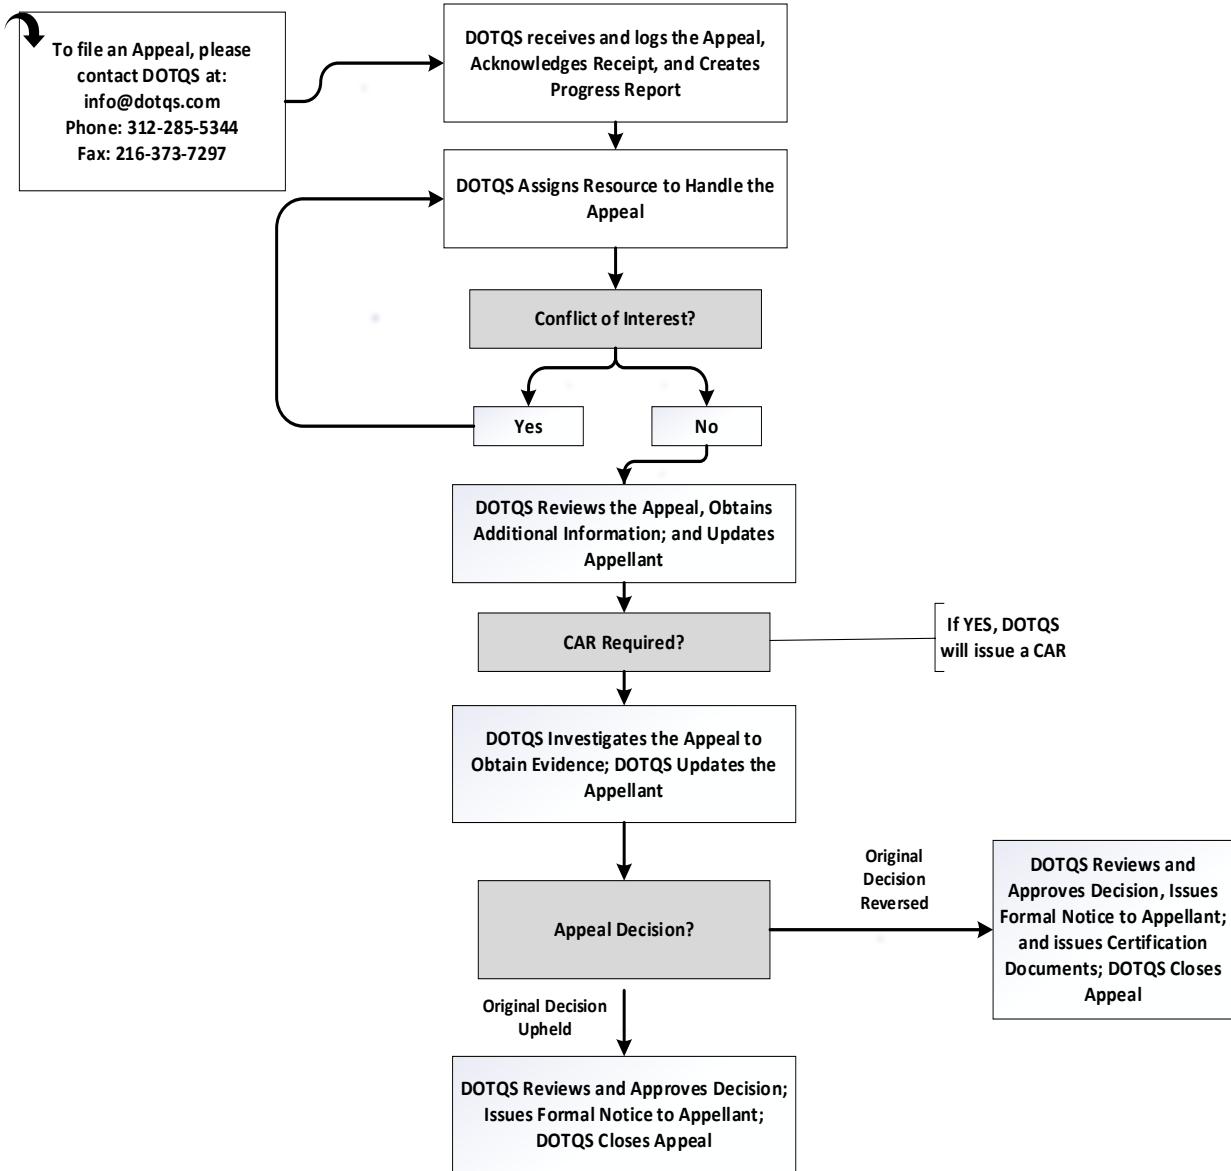 To file an Appeal, please
contact DOTQS at:
info@dotqs.com
Phone: 312-285-5344
Fax: 216-373-7297
DOTQS receives and logs the Appeal,
Acknowledges Receipt, and Creates
Progress Report
DOTQS Assigns Resource to Handle the
Appeal
Conflict of Interest?
Yes
No
DOTQS Reviews the Appeal, Obtains
Additional Information; and Updates
Appellant
CAR Required?
If YES, DOTQS
will issue a CAR
DOTQS Investigates the Appeal to
Obtain Evidence; DOTQS Updates the
Appellant
Appeal Decision?
Original
Decision
Reversed
DOTQS Reviews and
Approves Decision, Issues
Formal Notice to Appellant;
and issues Certification
Documents; DOTQS Closes
Appeal
Original Decision
Upheld
DOTQS Reviews and Approves Decision;
Issues Formal Notice to Appellant;
DOTQS Closes Appeal